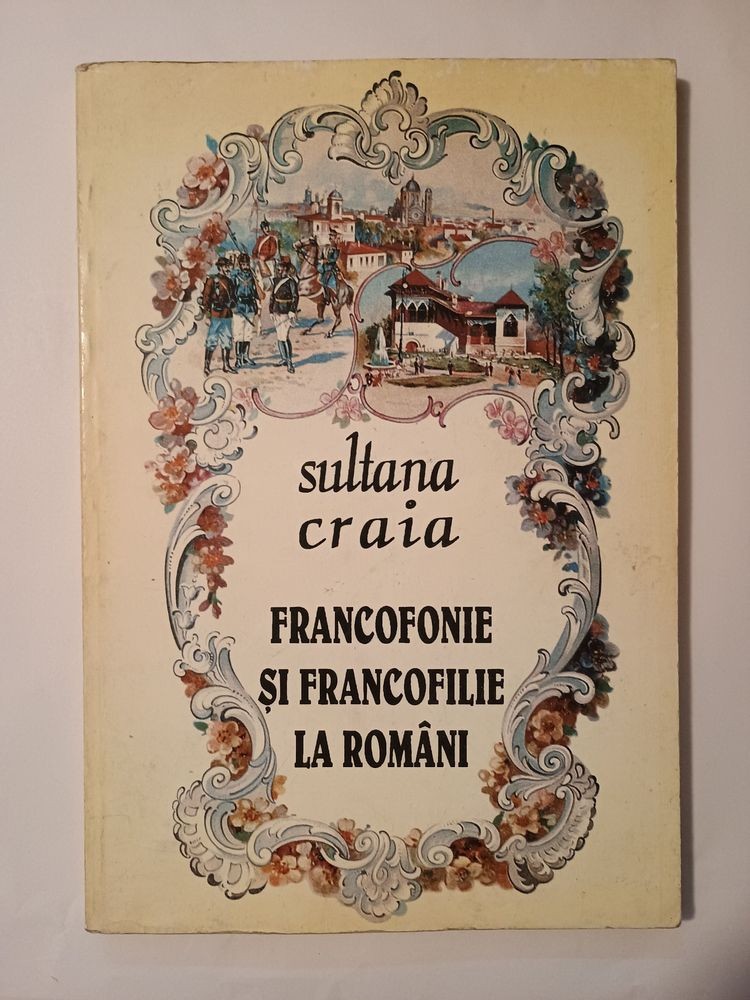 sultana
craia
FRANCOFONIE
ȘI FRANCOFILIE
LA ROMÂNI